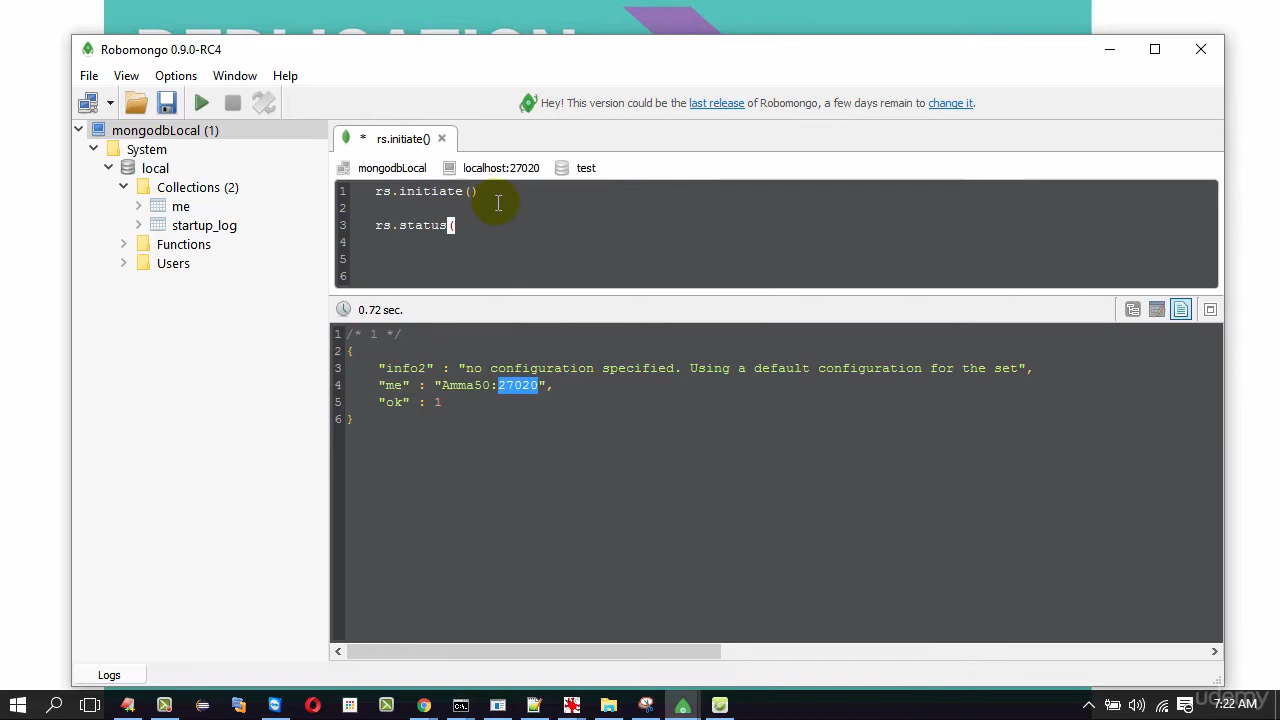 Robomongo 0.9.0-RC4
File View Options Window Help
Hey! This version could be the last release of Robomongo, a few days remain to change it.
mongodbLocal (1)
System
local
Collections (2)
me
startup_log
Functions
Users
* rs.initiate()
mongodbLocal localhost:27020 test
1 rs.initiate()
2
3 rs.status(
4
5
6
0.72 sec.
1 /* 1 */
2 {
3 "info2" : "no configuration specified. Using a default configuration for the set",
4 "me" : "Amma50:27020",
5 "ok" : 1
6 }
Logs
7:22 AM
udemy